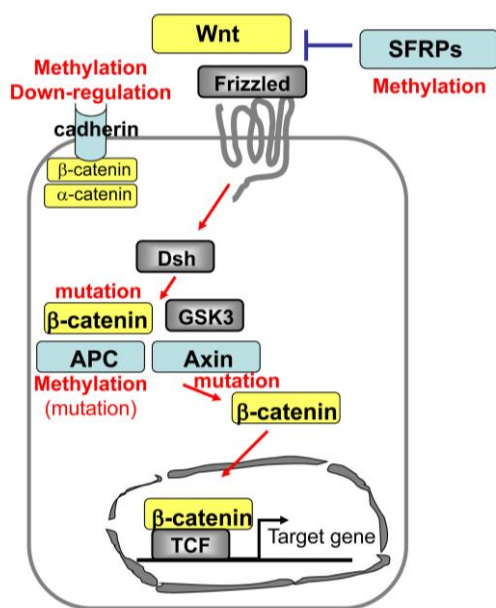 Wnt
SFRPs
Methylation
Methylation
Down-regulation
Frizzled
cadherin
β-catenin
α-catenin
Dsh
mutation
β-catenin
GSK3
APC
Axin
Methylation
(mutation)
mutation
β-catenin
β-catenin
TCF
Target gene